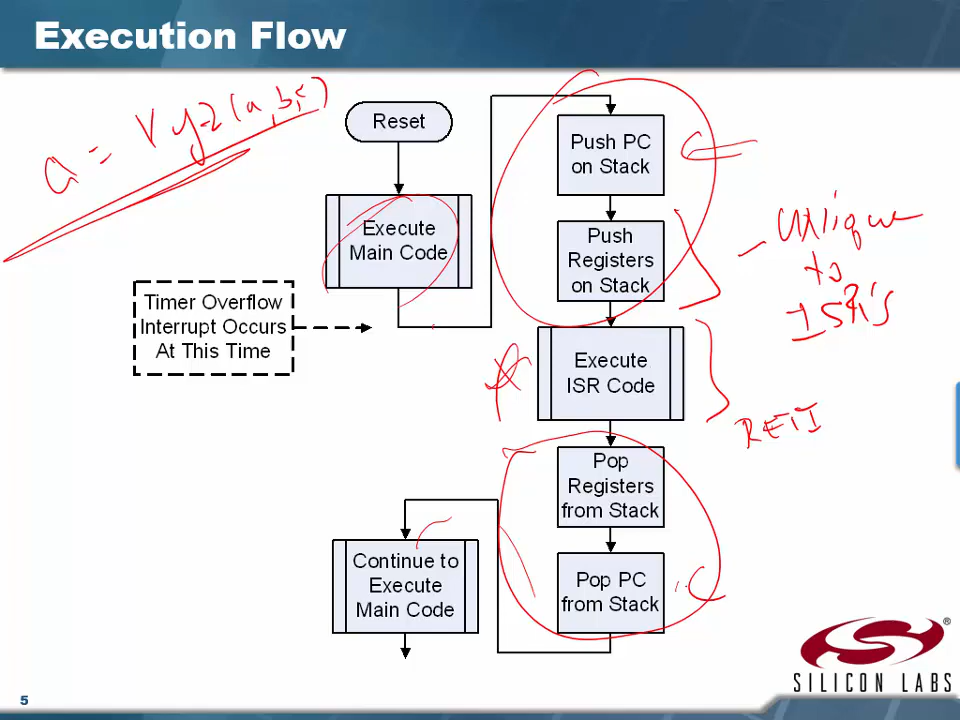 Execution Flow
a = xyz(a,b,c)
Reset
Execute
Main Code
Timer Overflow
Interrupt Occurs
At This Time
Push PC
on Stack
Push
Registers
on Stack
- Unique
to
ISR's
Execute
ISR Code
RETI
Pop
Registers
from Stack
Pop PC
from Stack
Continue to
Execute
Main Code
SILICON LABS
®
5